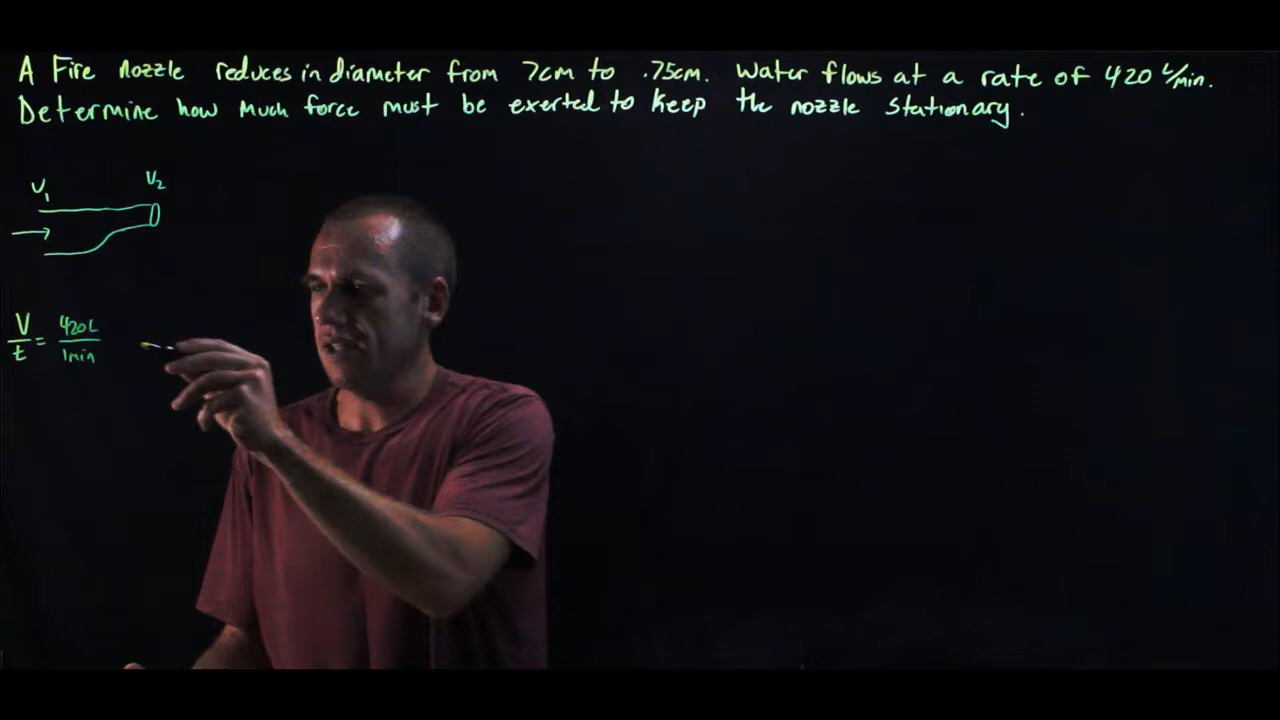 A Fire nozzle reduces in diameter from 7cm to .75cm. Water flows at a rate of 420 L/min.
Determine how much force must be exerted to keep the nozzle stationary.
V₁ V₂
V/t = 420L/1min